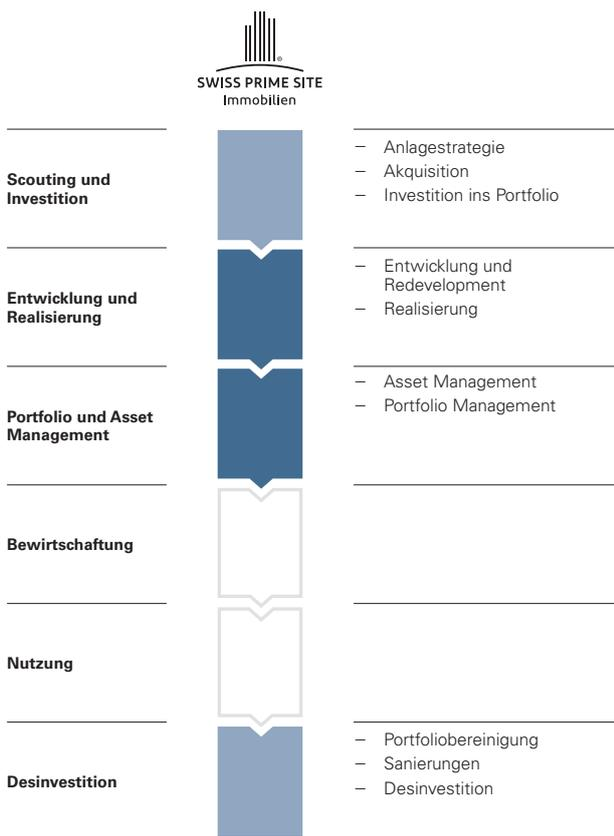 SWISS PRIME SITE
Immobilien
Scouting und
Investition
– Anlagestrategie
– Akquisition
– Investition ins Portfolio
Entwicklung und
Realisierung
– Entwicklung und
Redevelopment
– Realisierung
Portfolio und Asset
Management
– Asset Management
– Portfolio Management
Bewirtschaftung
Nutzung
Desinvestition
– Portfoliobereinigung
– Sanierungen
– Desinvestition